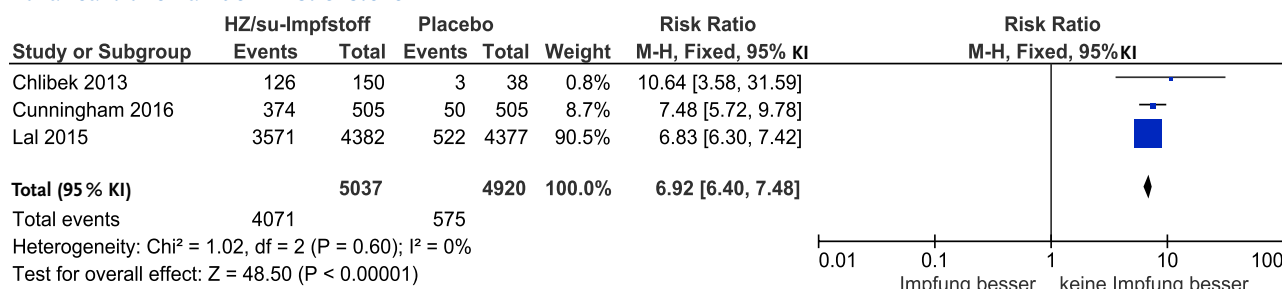 HZ/su-Impfstoff Placebo Risk Ratio Risk Ratio
Study or Subgroup Events Total Events Total Weight M-H, Fixed, 95% KI M-H, Fixed, 95% KI
Chlibek 2013 126 150 3 38 0.8% 10.64 [3.58, 31.59]
Cunningham 2016 374 505 50 505 8.7% 7.48 [5.72, 9.78]
Lal 2015 3571 4382 522 4377 90.5% 6.83 [6.30, 7.42]
Total (95 % KI) 5037 4920 100.0% 6.92 [6.40, 7.48]
Total events 4071 575
Heterogeneity: Chi² = 1.02, df = 2 (P = 0.60); I² = 0%
Test for overall effect: Z = 48.50 (P < 0.00001)
0.01 0.1 1 10 100
Impfung besser keine Impfung besser